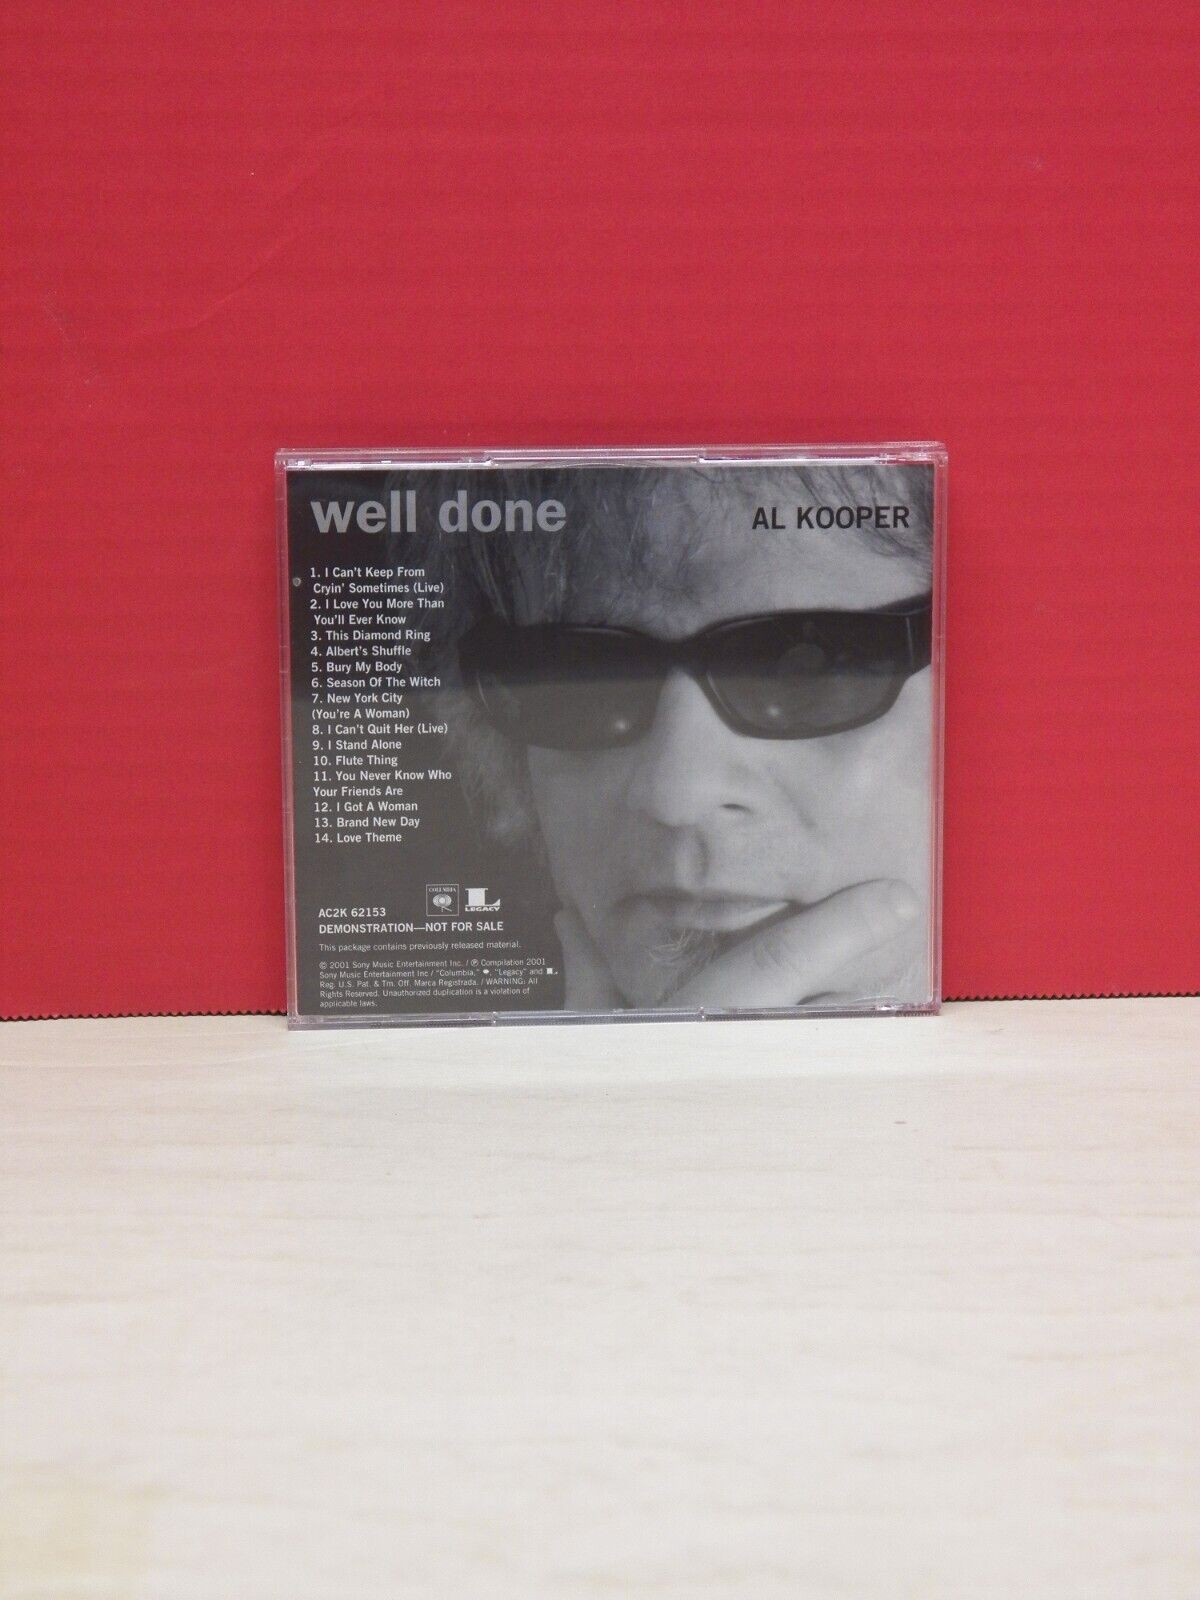 well done
AL KOOPER
1. I Can't Keep From
Cryin' Sometimes (Live)
2. I Love You More Than
You'll Ever Know
3. This Diamond Ring
4. Albert's Shuffle
5. Bury My Body
6. Season Of The Witch
7. New York City
(You're A Woman)
8. I Can't Quit Her (Live)
9. I Stand Alone
10. Flute Thing
11. You Never Know Who
Your Friends Are
12. I Got A Woman
13. Brand New Day
14. Love Theme
COLUMBIA
L
LEGACY
AC2K 62153
DEMONSTRATION—NOT FOR SALE
This package contains previously released material.
© 2001 Sony Music Entertainment Inc. / ℗ Compilation 2001
Sony Music Entertainment Inc / "Columbia," , "Legacy" and L
Reg. U.S. Pat. & Tm. Off. Marca Registrada. / WARNING: All
Rights Reserved. Unauthorized duplication is a violation of
applicable laws.